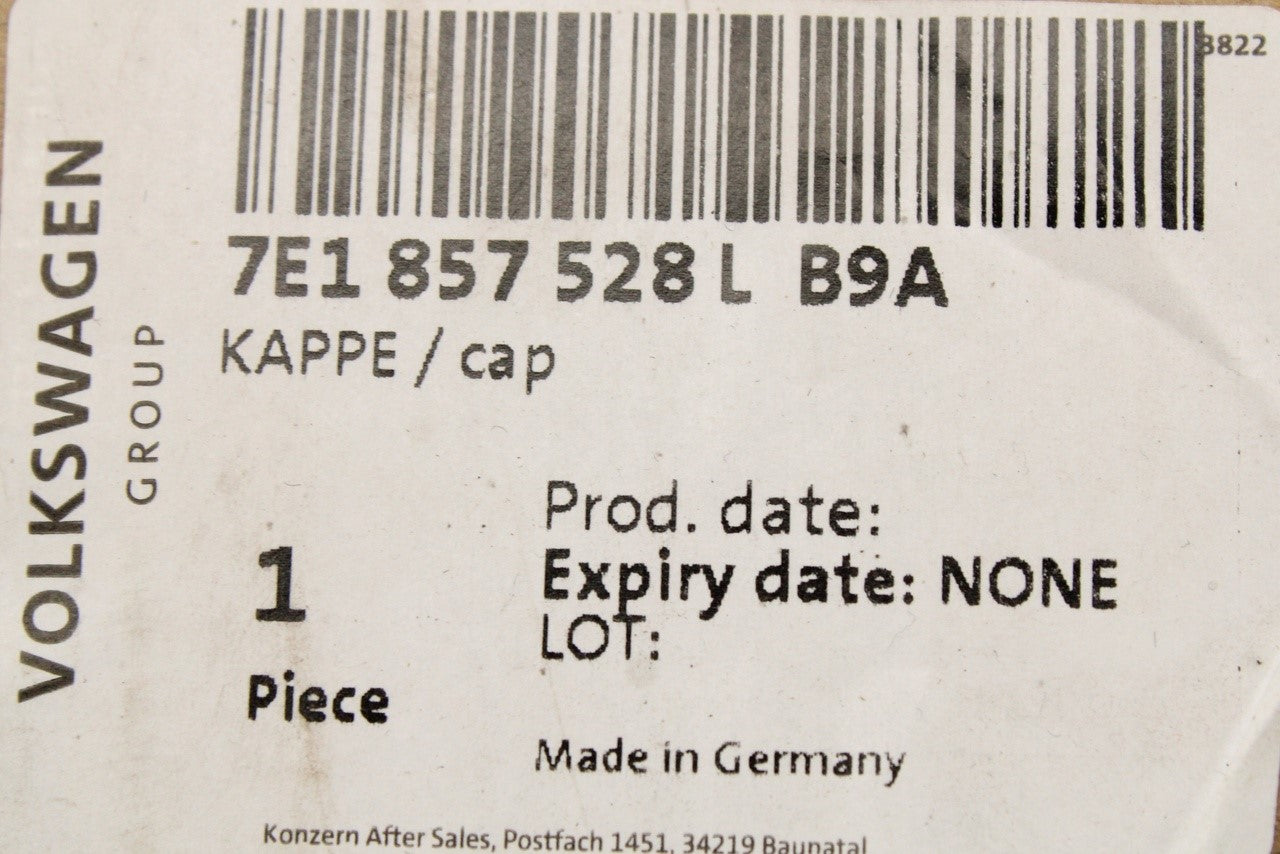 3822
7E1 857 528 L B9A
KAPPE / cap
VOLKSWAGEN
GROUP
Prod. date:
Expiry date: NONE
LOT:
1
Piece
Made in Germany
Konzern After Sales, Postfach 1451, 34219 Baunatal